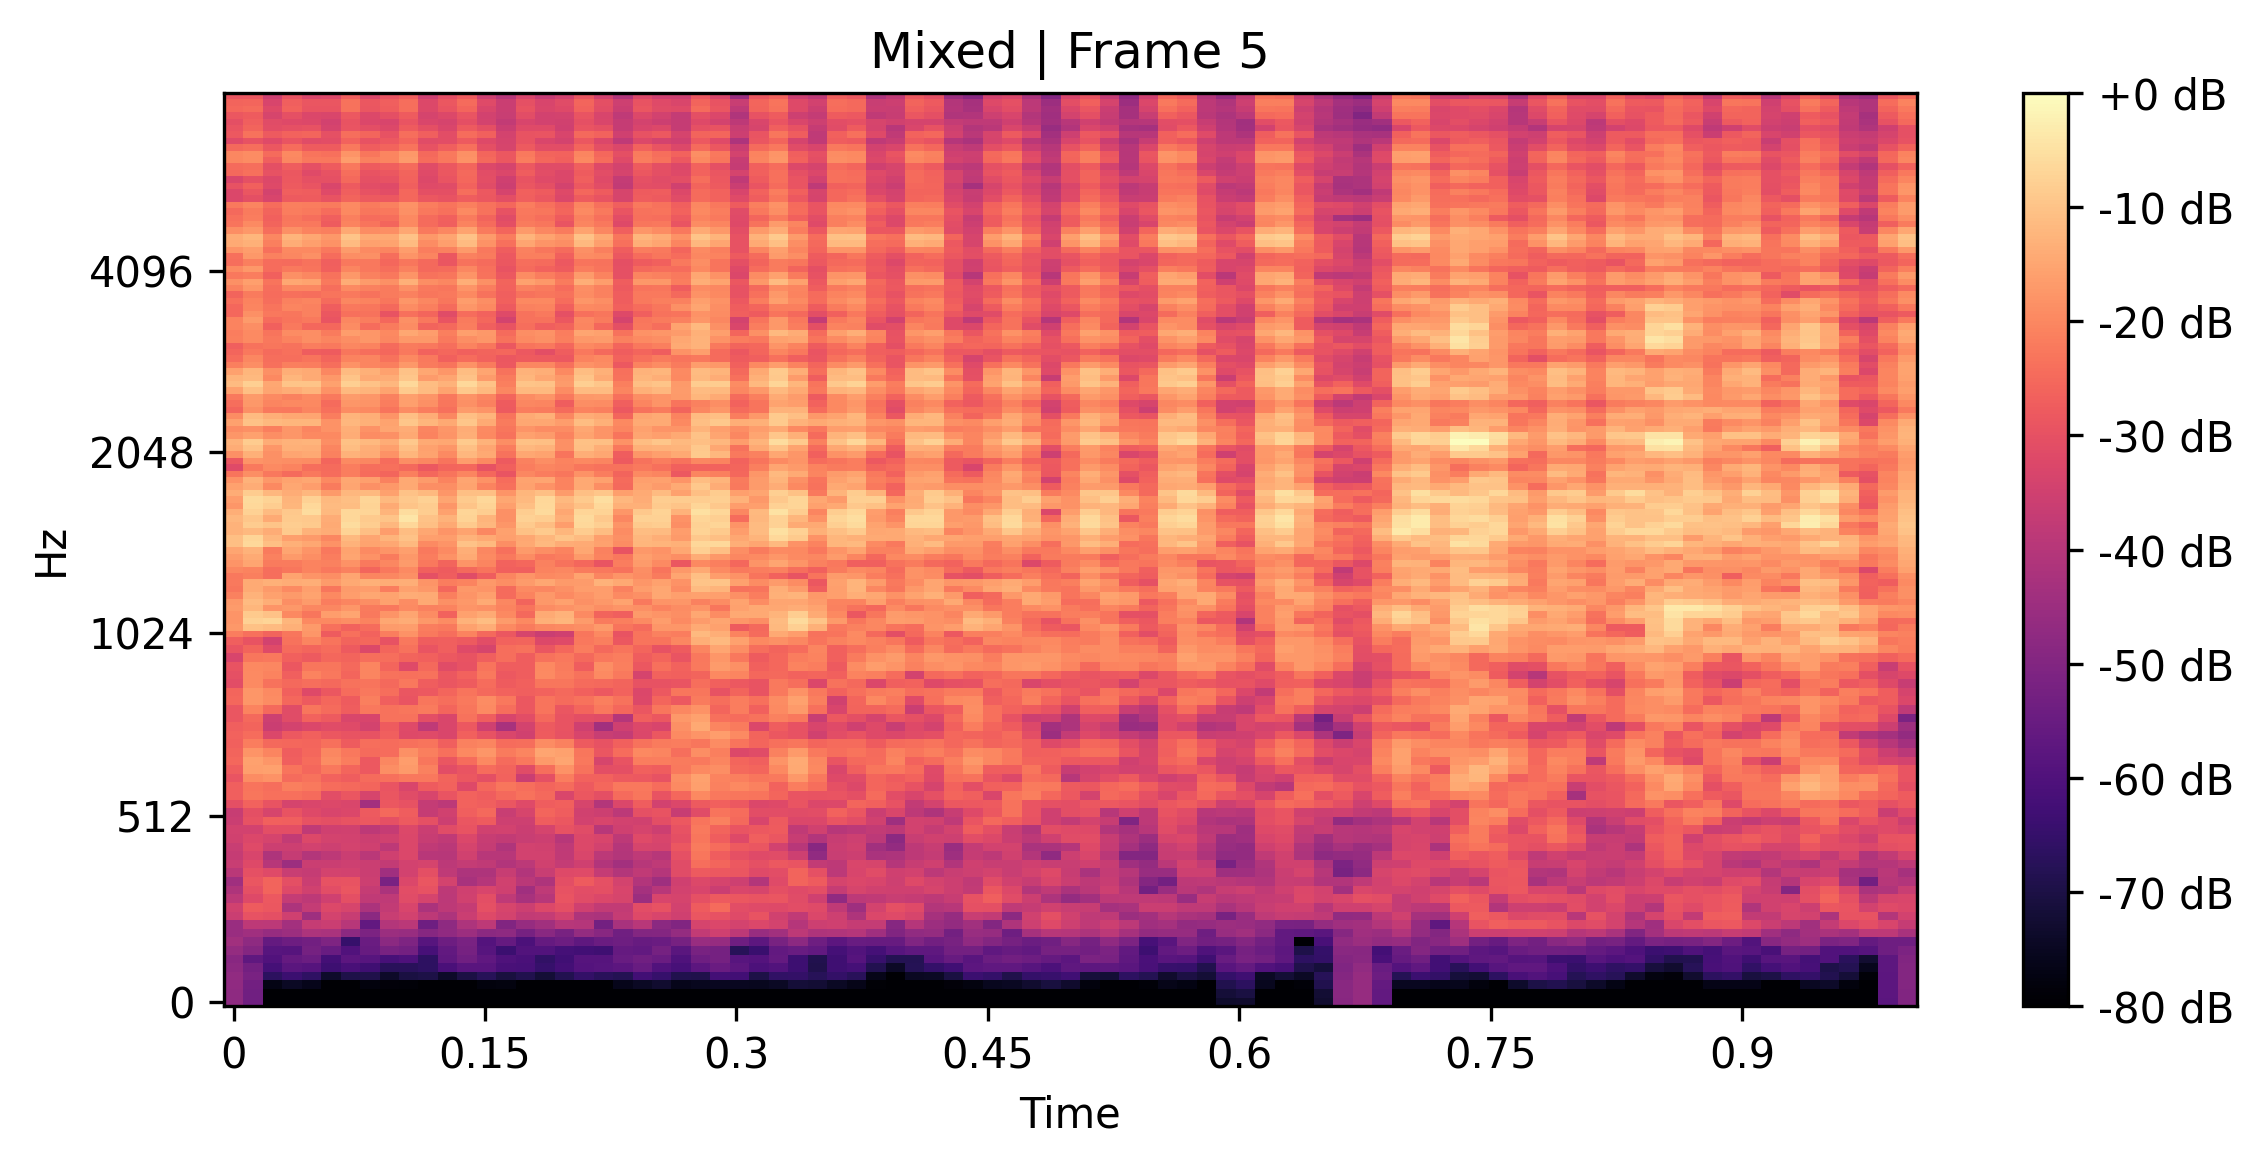 Mixed | Frame 5
+0 dB
-10 dB
-20 dB
-30 dB
-40 dB
-50 dB
-60 dB
-70 dB
-80 dB
Hz
4096
2048
1024
512
0
0 0.15 0.3 0.45 0.6 0.75 0.9
Time